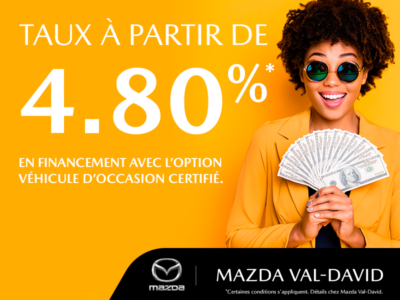 TAUX À PARTIR DE
4.80%*
EN FINANCEMENT AVEC L'OPTION
VÉHICULE D'OCCASION CERTIFIÉ.
mazda
MAZDA VAL-DAVID
*Certaines conditions s'appliquent. Détails chez Mazda Val-David.